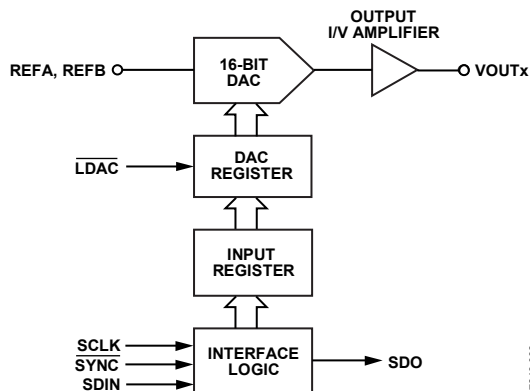 OUTPUT
I/V AMPLIFIER
REFA, REFB
16-BIT
DAC
VOUTx
LDAC
DAC
REGISTER
INPUT
REGISTER
SCLK
SYNC
SDIN
INTERFACE
LOGIC
SDO